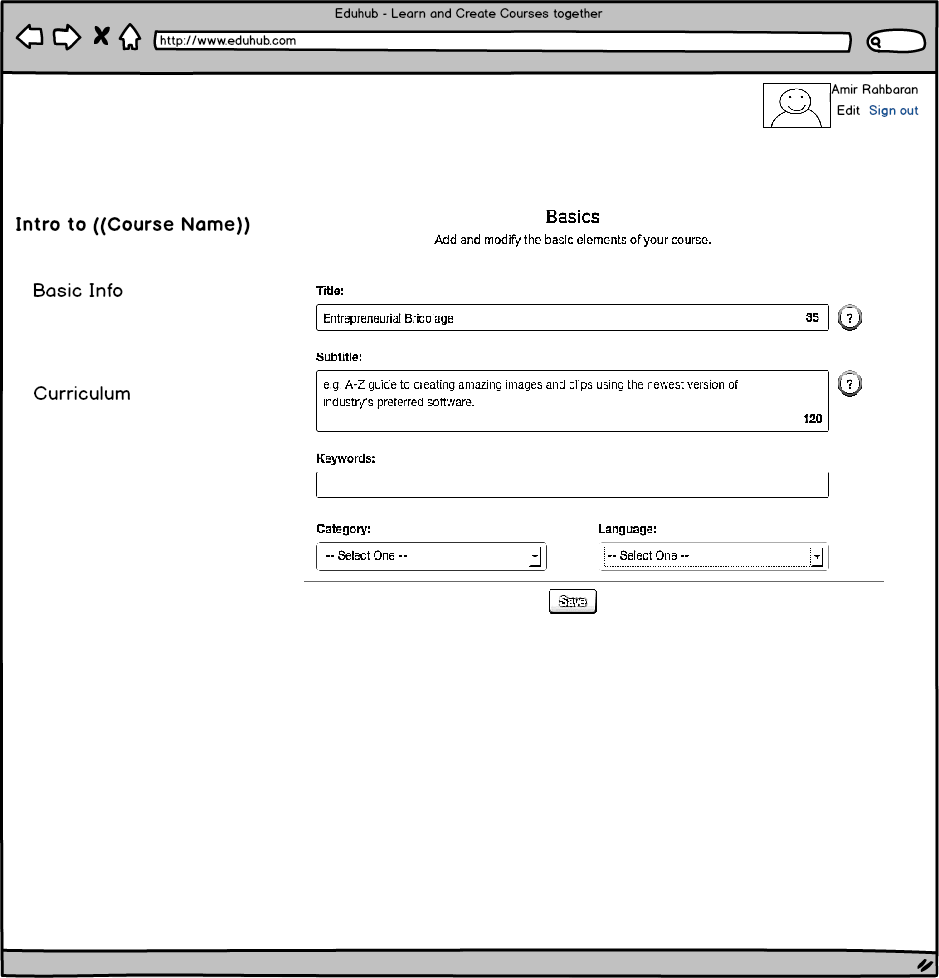 Eduhub - Learn and Create Courses together
http://www.eduhub.com
Amir Rahbaran
Edit Sign out
Intro to ((Course Name))
Basics
Add and modify the basic elements of your course.
Basic Info
Title:
Entrepreneurial Bricolage 35 ?
Subtitle:
Curriculum
e.g. A-Z guide to creating amazing images and clips using the newest version of
industry's preferred software.
120
?
Keywords:
Category: Language:
-- Select One -- -- Select One --
Save